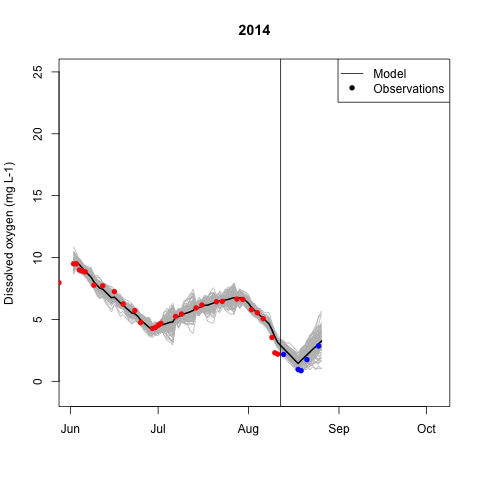 2014
Model
Observations
Dissolved oxygen (mg L-1)
25
20
15
10
5
0
Jun
Jul
Aug
Sep
Oct